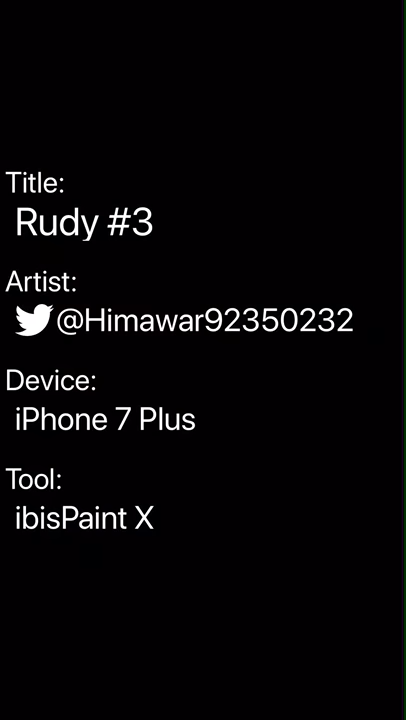 Title:
Rudy #3
Artist:
@Himawar92350232
Device:
iPhone 7 Plus
Tool:
ibisPaint X